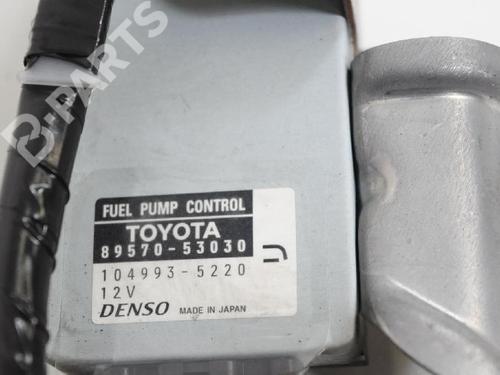 B-PARTS
FUEL PUMP CONTROL
TOYOTA
89570-53030
104993-5220
12V
DENSO MADE IN JAPAN